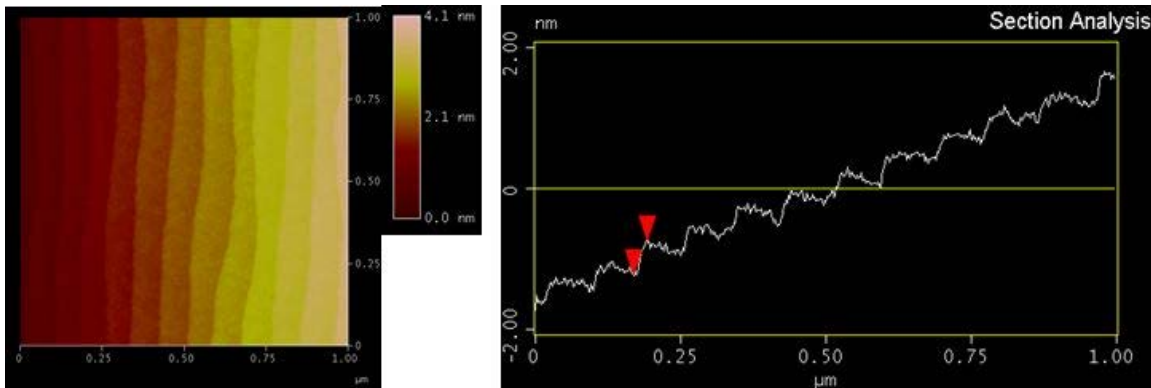 4.1 nm
2.1 nm
0.0 nm
1.00
0.75
0.50
0.25
0
0 0.25 0.50 0.75 1.00
µm
Section Analysis
nm
2.00
0
-2.00
0 0.25 0.50 0.75 1.00
µm